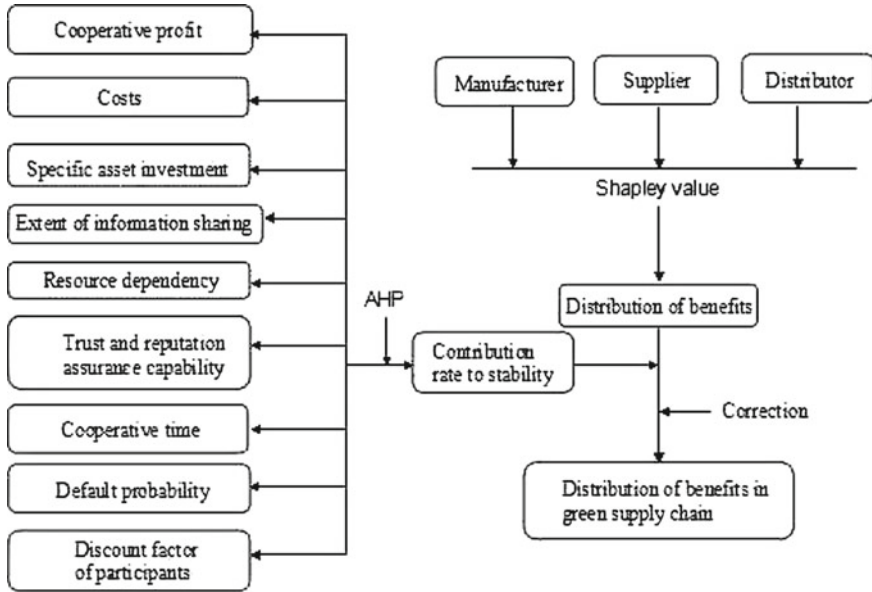 Cooperative profit
Costs
Specific asset investment
Extent of information sharing
Resource dependency
Trust and reputation
assurance capability
Cooperative time
Default probability
Discount factor
of participants
AHP
Contribution
rate to stability
Manufacturer
Supplier
Distributor
Shapley value
Distribution of benefits
Correction
Distribution of benefits in
green supply chain